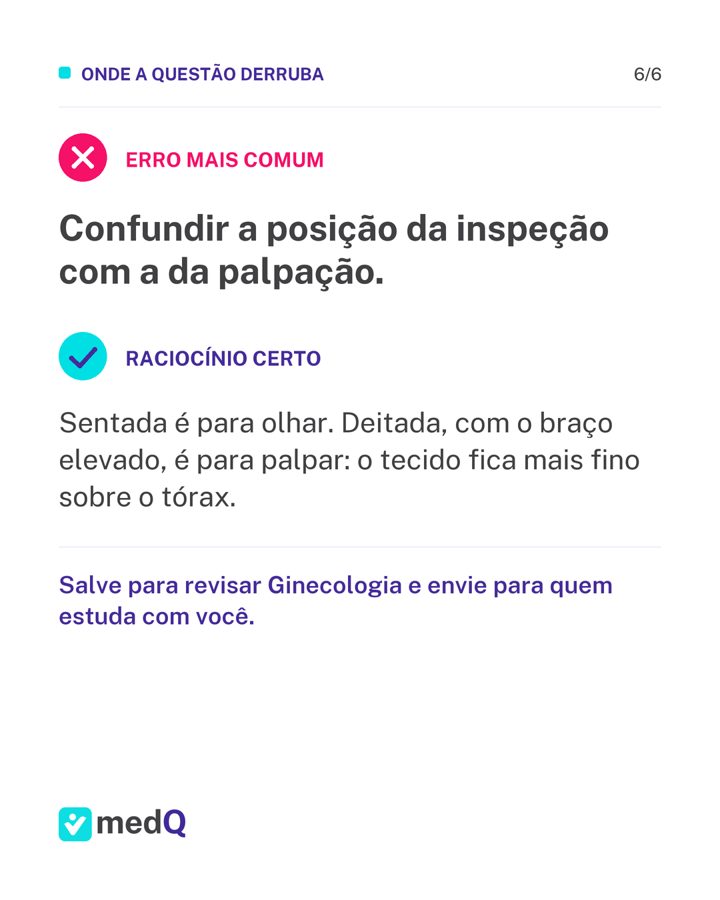 ONDE A QUESTÃO DERRUBA
6/6
ERRO MAIS COMUM
Confundir a posição da inspeção
com a da palpação.
RACIOCÍNIO CERTO
Sentada é para olhar. Deitada, com o braço
elevado, é para palpar: o tecido fica mais fino
sobre o tórax.
Salve para revisar Ginecologia e envie para quem
estuda com você.
medQ